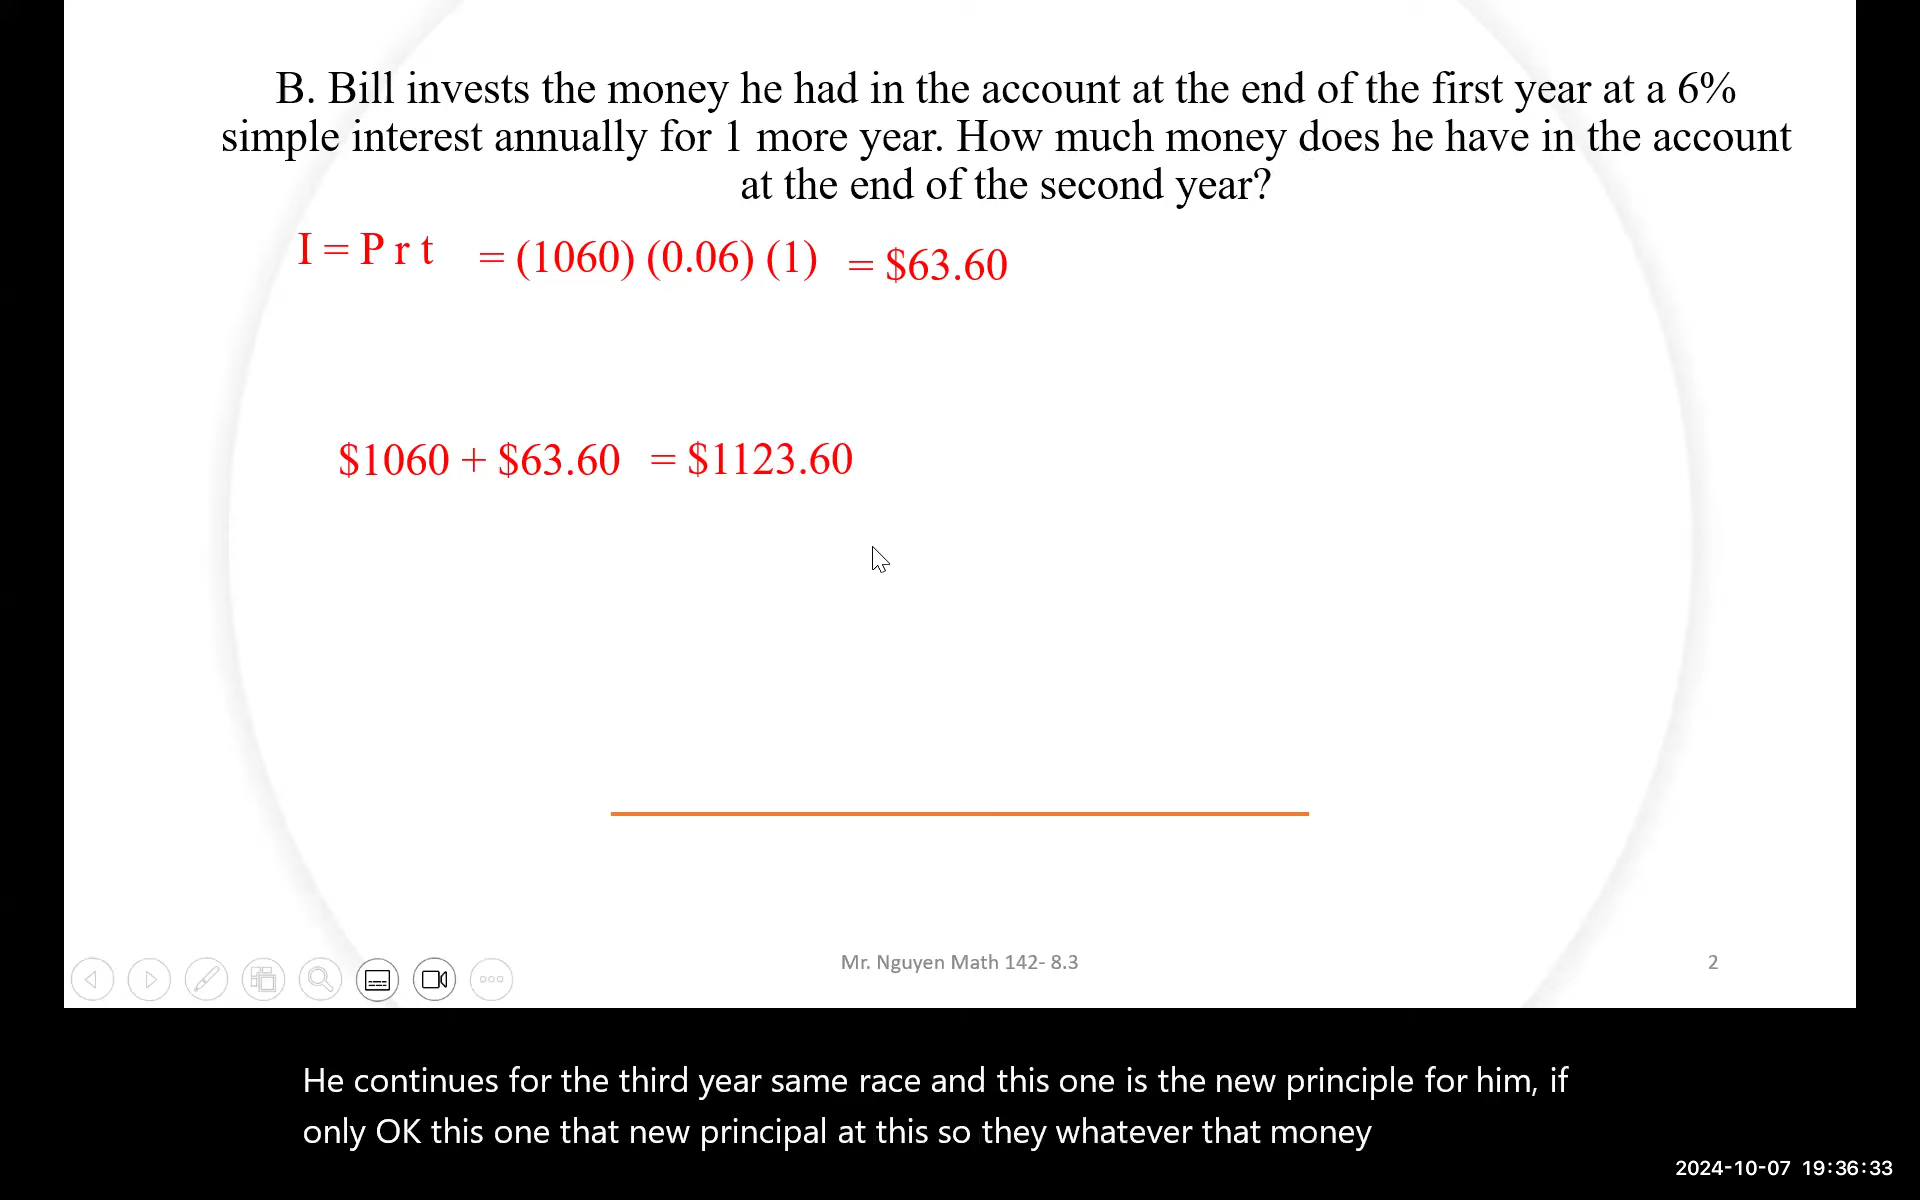 B. Bill invests the money he had in the account at the end of the first year at a 6%
simple interest annually for 1 more year. How much money does he have in the account
at the end of the second year?
I = P r t = (1060) (0.06) (1) = $63.60
$1060 + $63.60 = $1123.60
Mr. Nguyen Math 142- 8.3
2
He continues for the third year same race and this one is the new principle for him, if
only OK this one that new principal at this so they whatever that money
2024-10-07 19:36:33